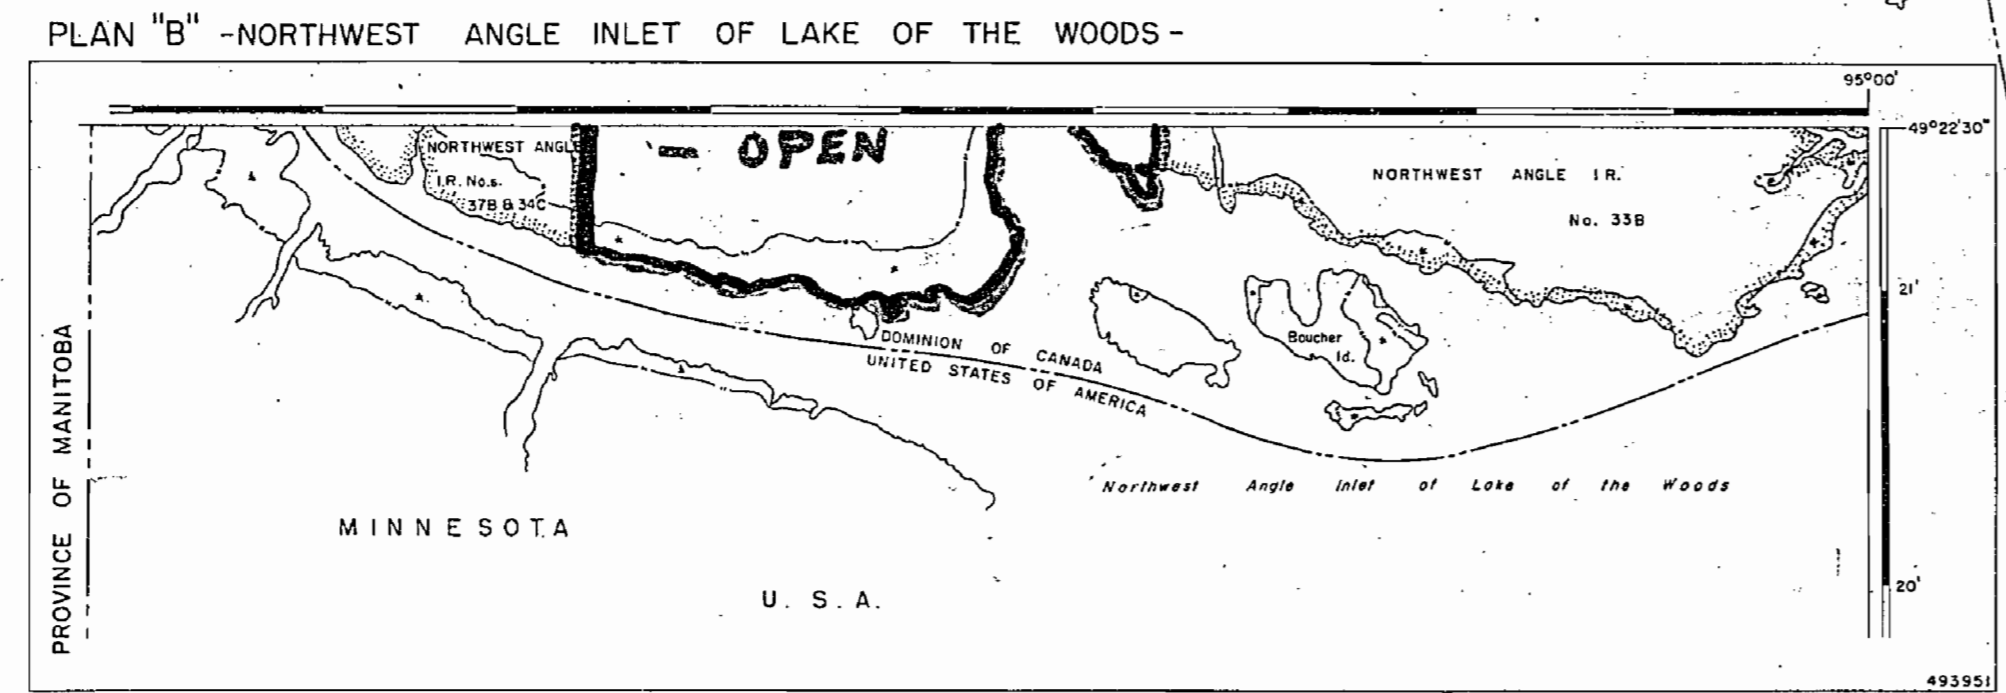 PLAN "B" -NORTHWEST ANGLE INLET OF LAKE OF THE WOODS-
95°00'
49°22'30"
NORTHWEST ANGLE
I.R. No.s.
37B & 34C
- OPEN
NORTHWEST ANGLE I.R.
No. 33B
21'
Boucher
Id.
DOMINION OF CANADA
UNITED STATES OF AMERICA
Northwest Angle Inlet of Lake of the Woods
PROVINCE OF MANITOBA
MINNESOTA
U. S. A.
20'
493951